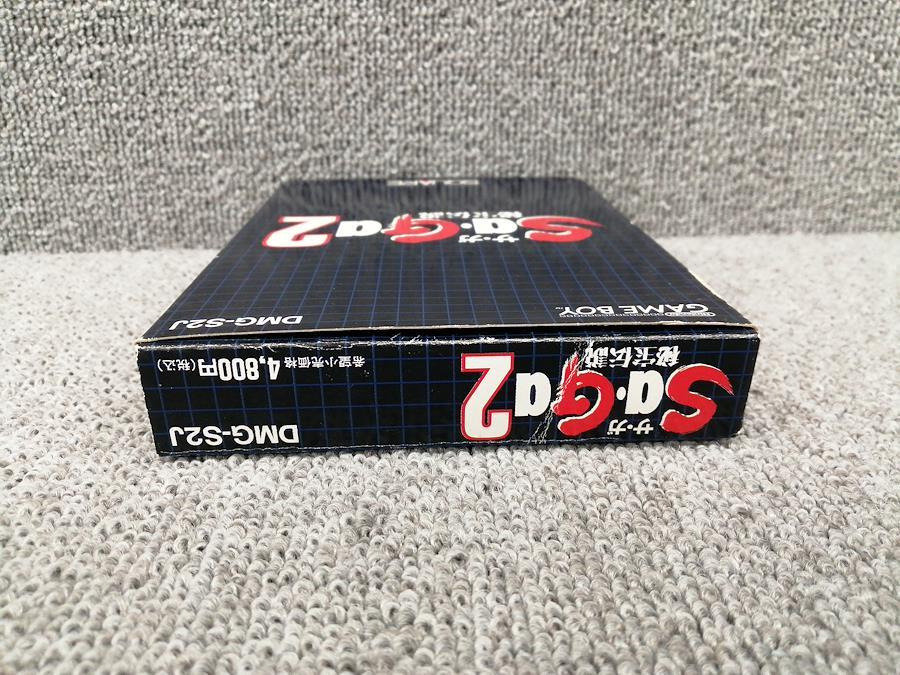 サ・ガ
Sa・Ga2
秘宝伝説
GAME BOY
DMG-S2J
サ・ガ
Sa・Ga2
秘宝伝説
希望小売価格 4,800円(税込)
DMG-S2J